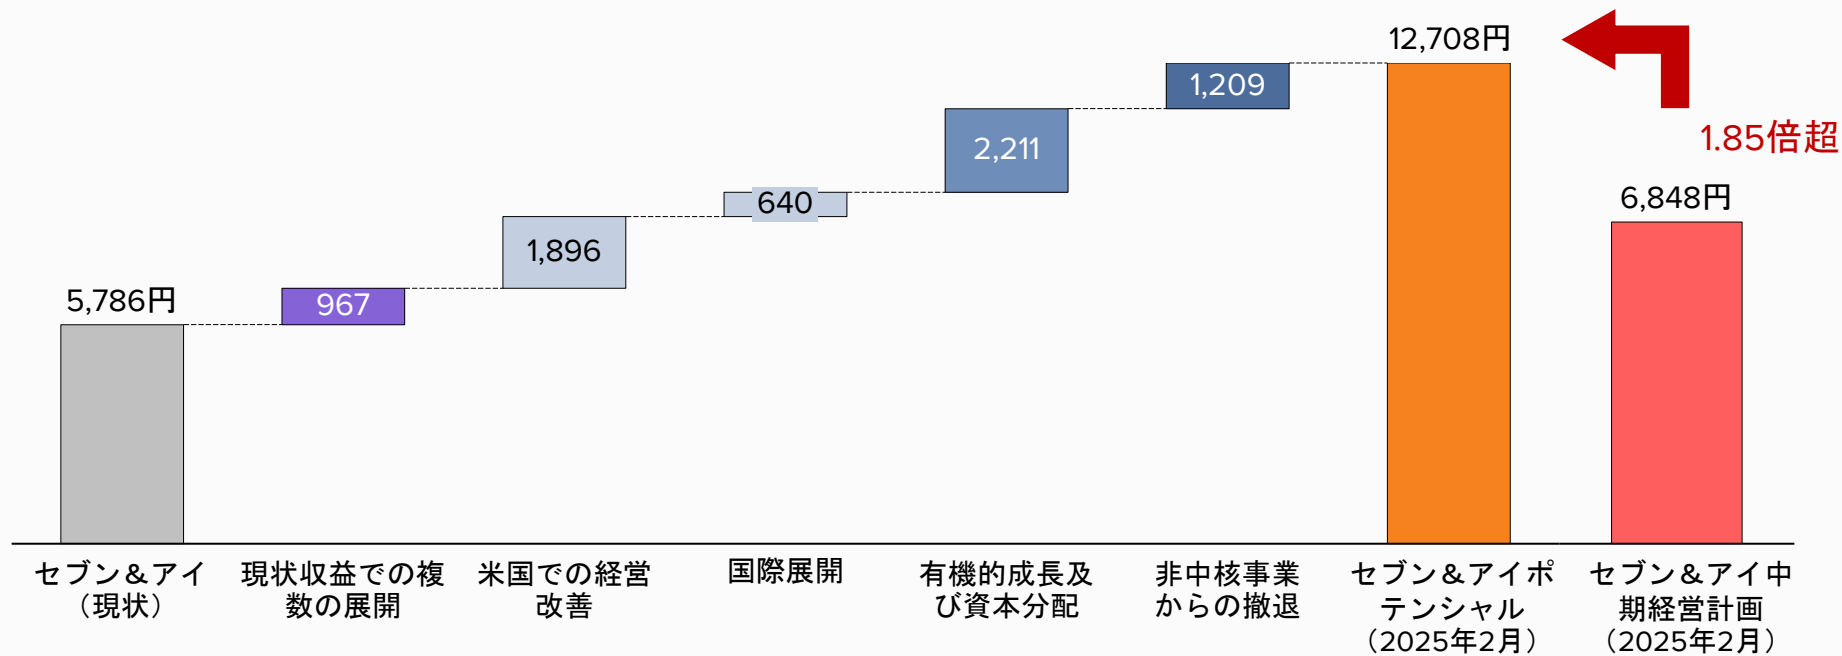 12,708円
1,209
1.85倍超
2,211
6,848円
640
1,896
5,786円
967
セブン＆アイ
（現状）
現状収益での複
数の展開
米国での経営
改善
国際展開
有機的成長及
び資本分配
非中核事業
からの撤退
セブン＆アイポ
テンシャル
（2025年2月）
セブン＆アイ中
期経営計画
（2025年2月）